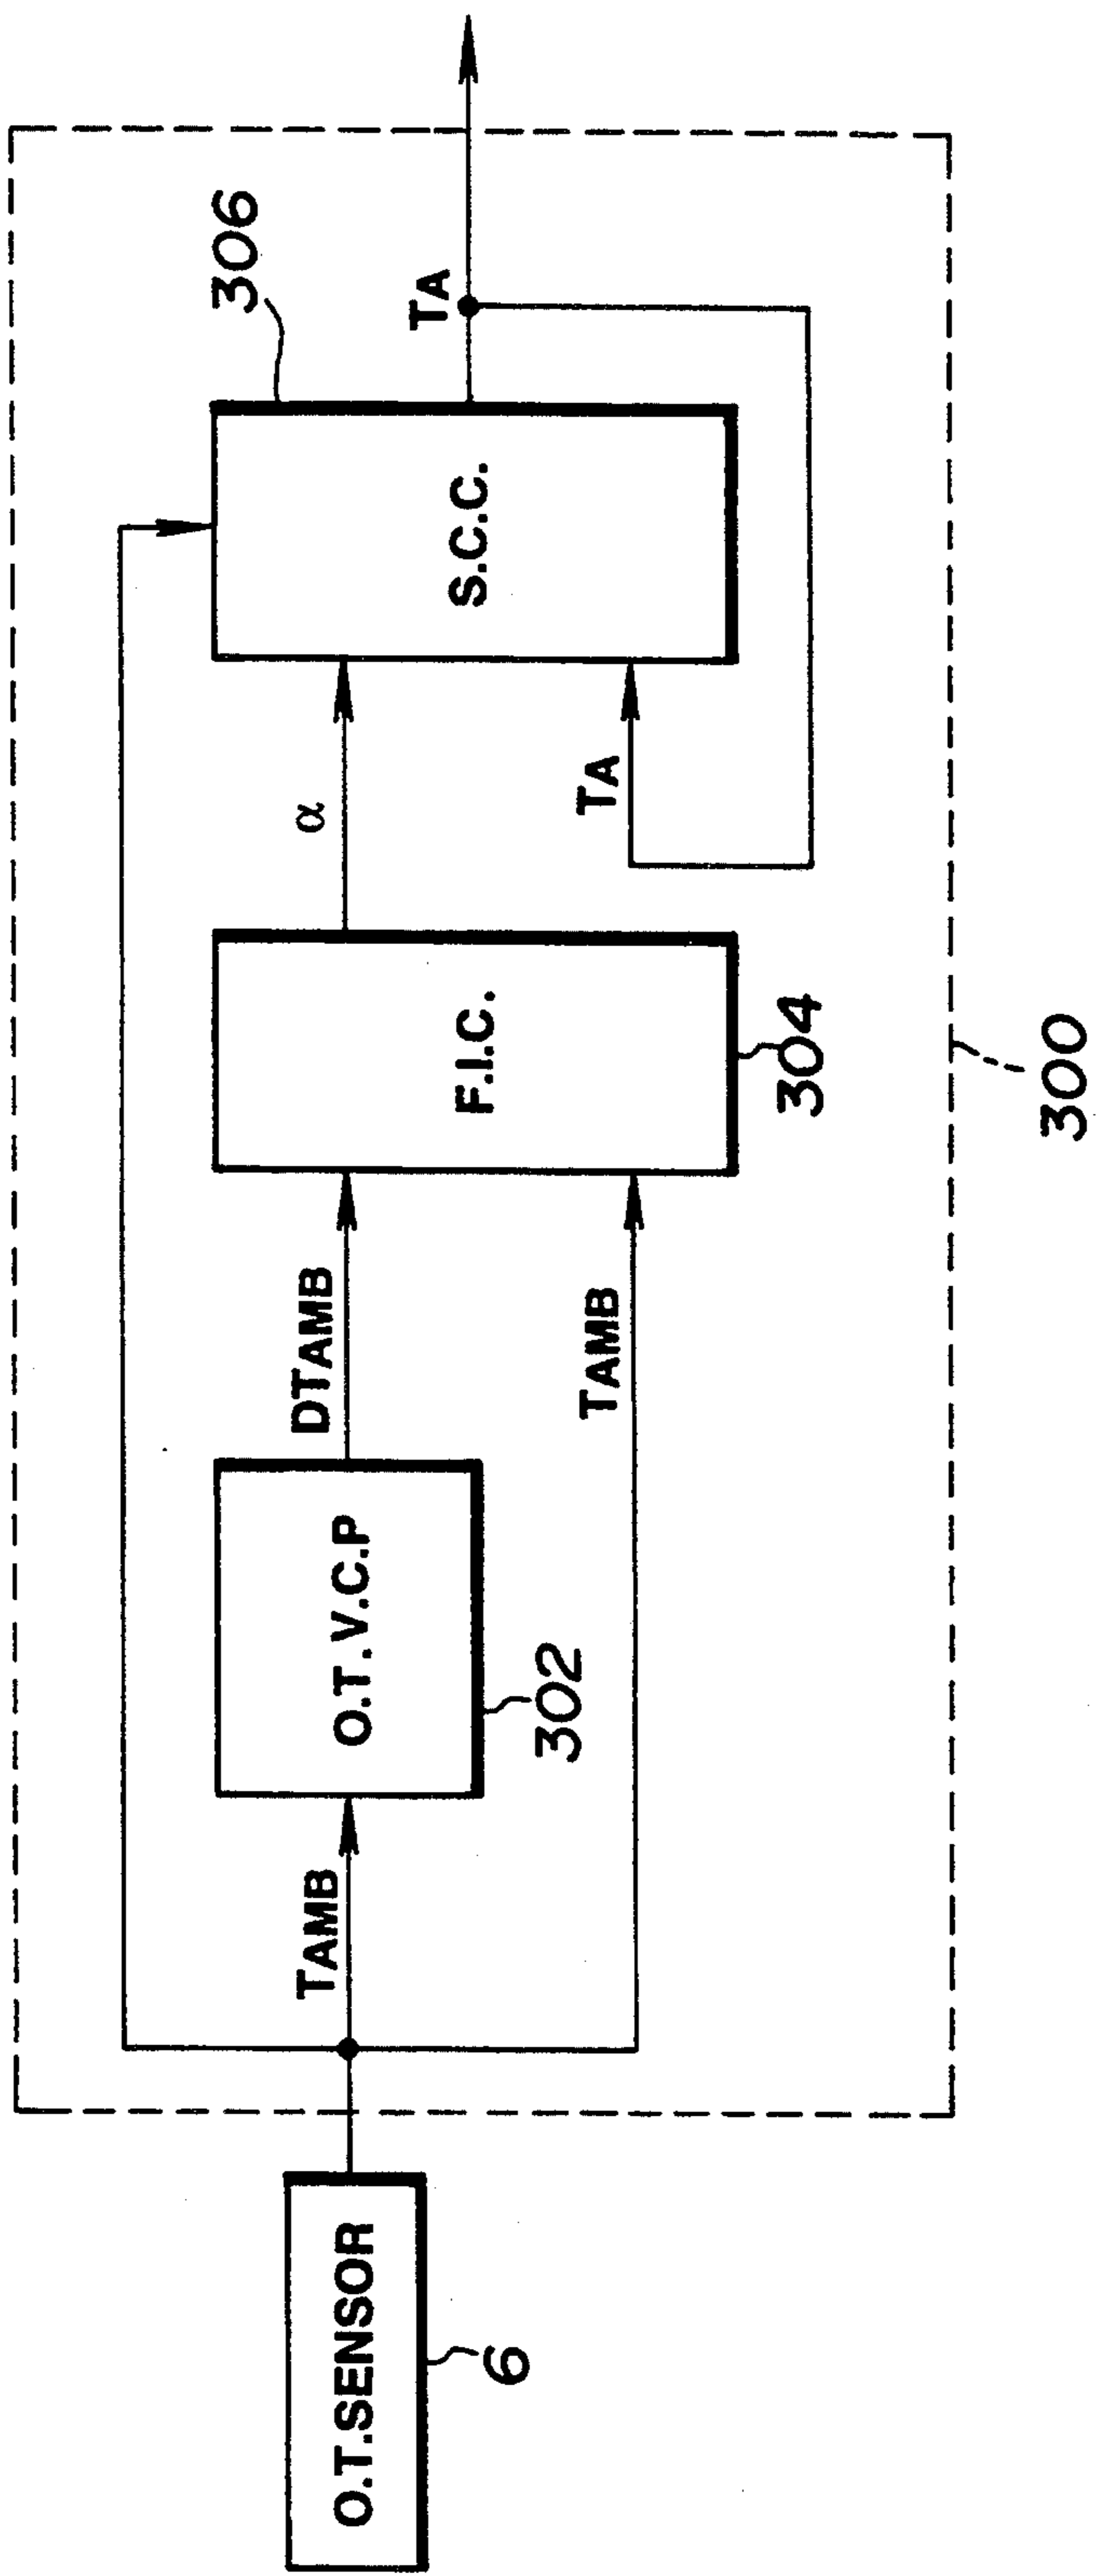 O.T.SENSOR
6
TAMB
O.T.V.C.P
302
DTAMB
TAMB
F.I.C.
304
α
TA
S.C.C.
306
TA
300